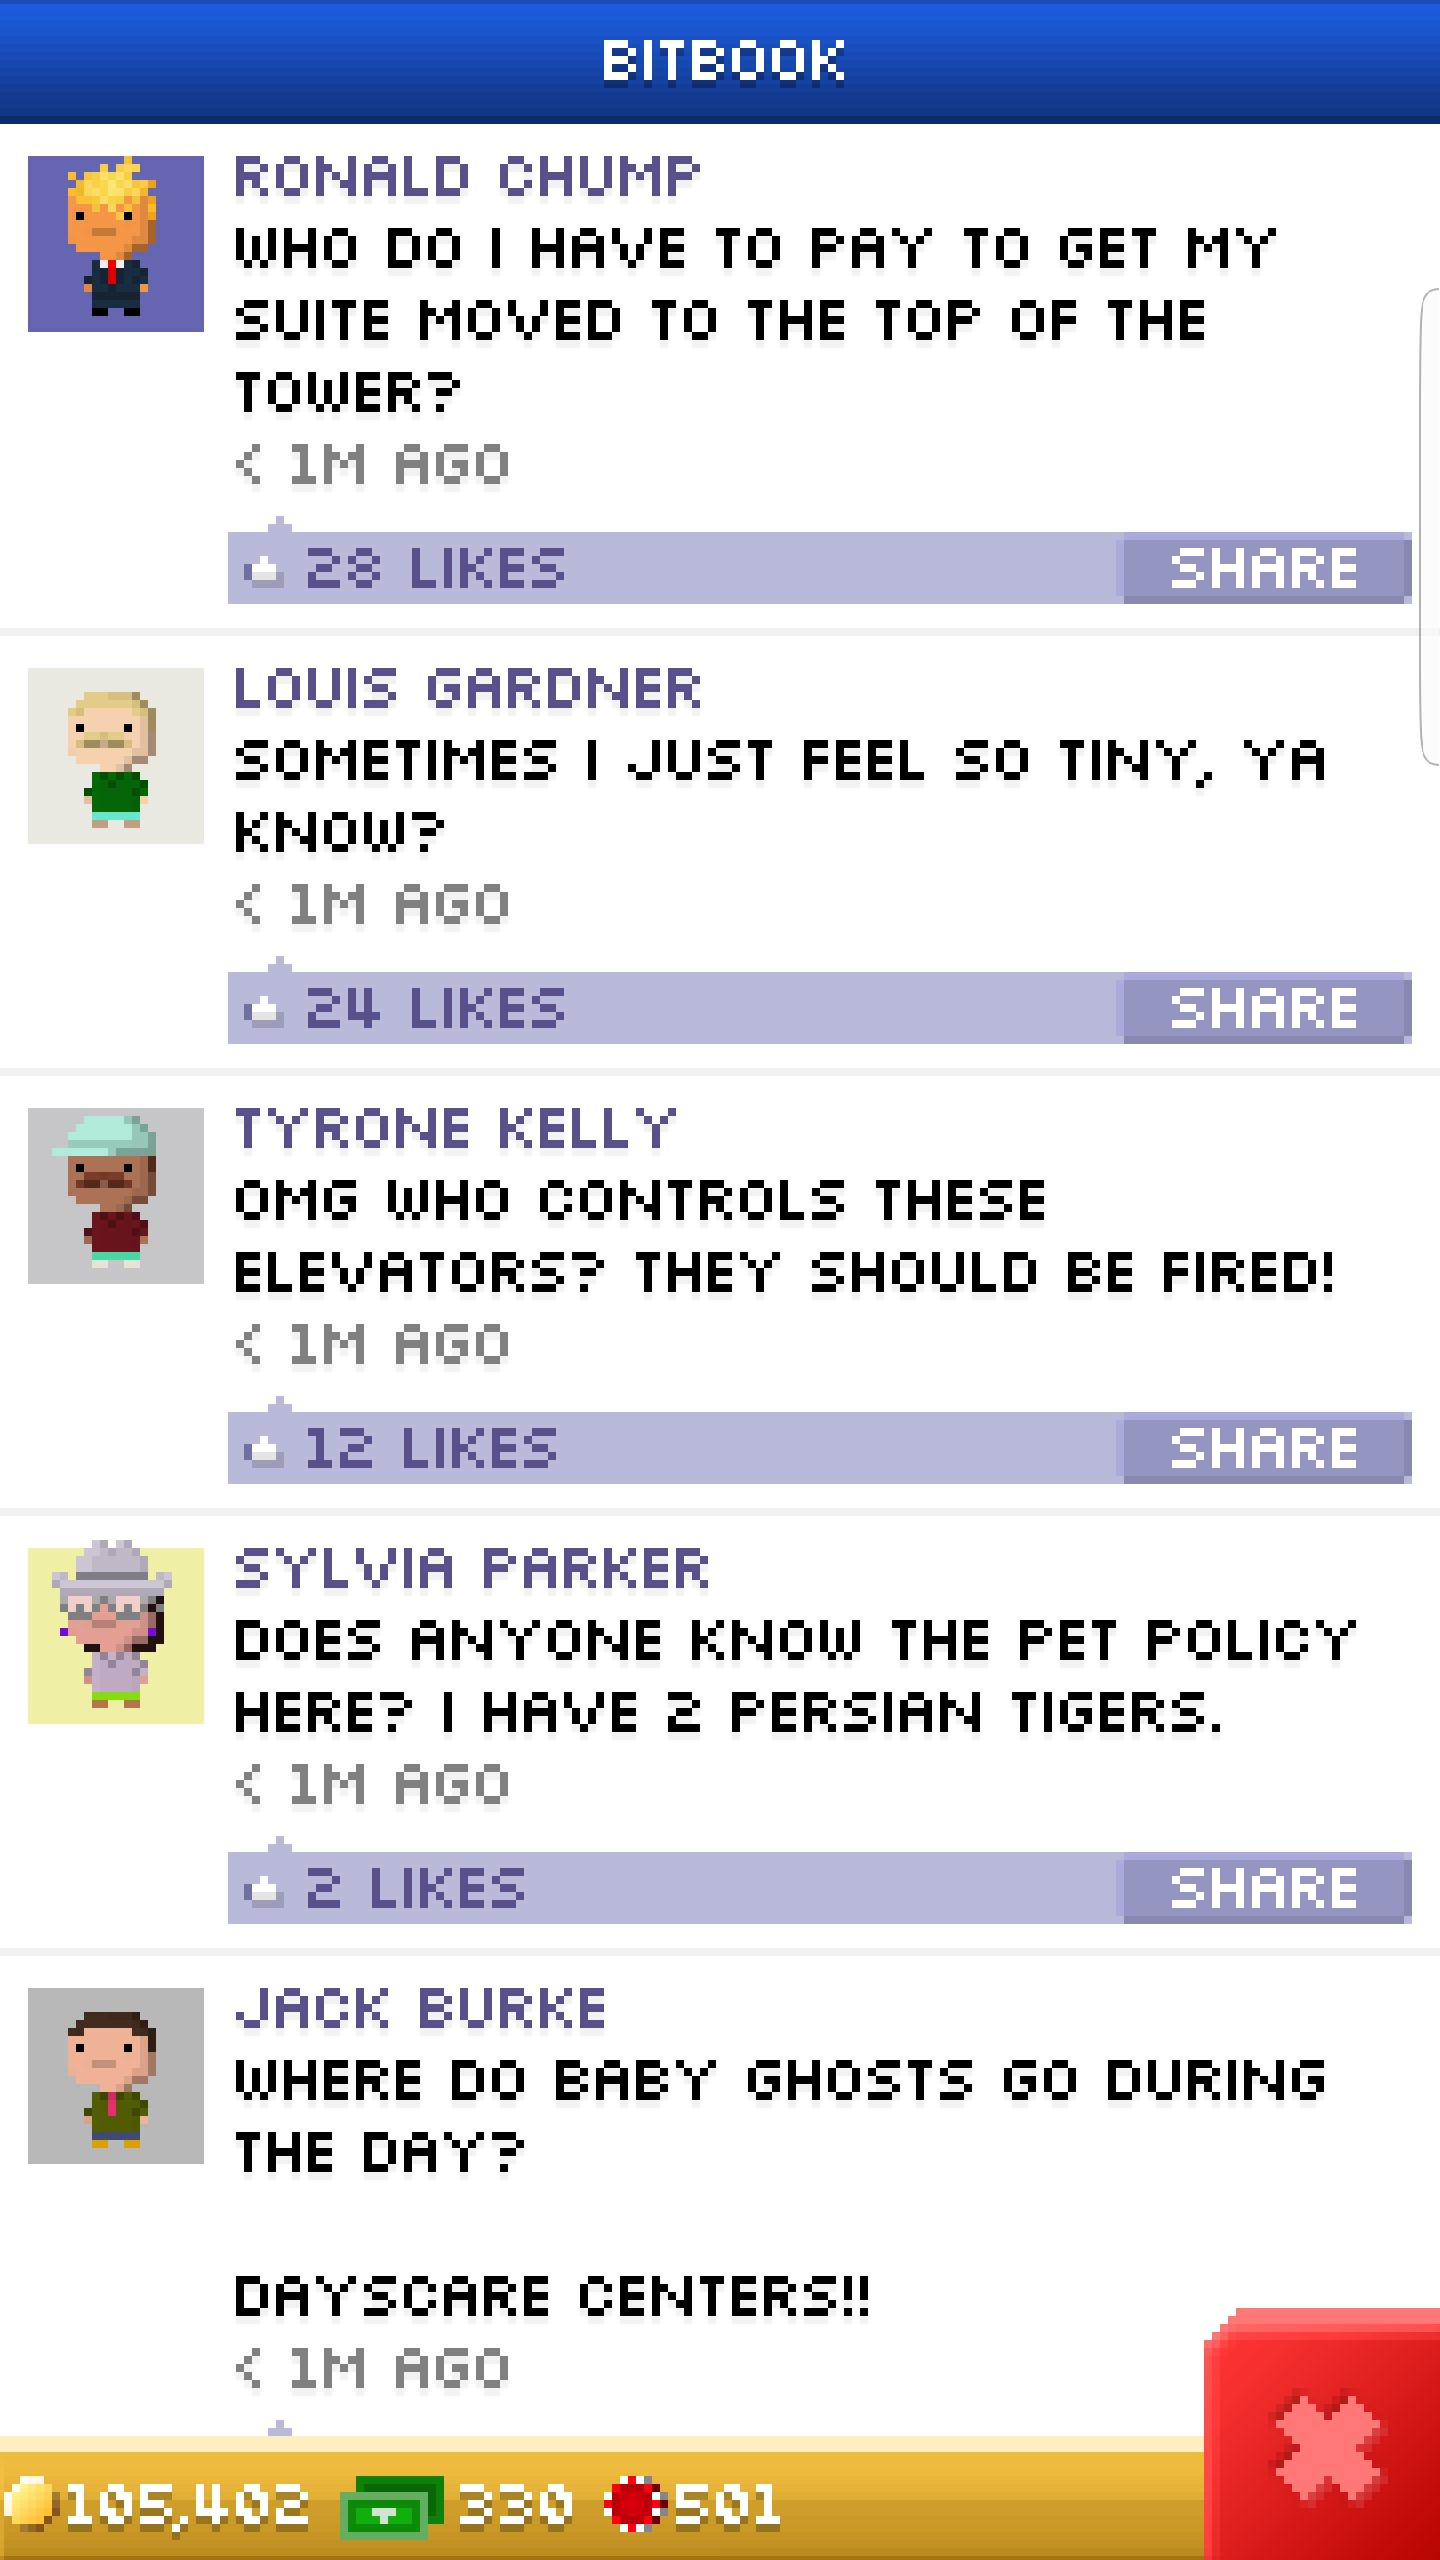 BITBOOK
RONALD CHUMP
WHO DO I HAVE TO PAY TO GET MY
SUITE MOVED TO THE TOP OF THE
TOWER?
< 1M AGO
28 LIKES SHARE
LOUIS GARDNER
SOMETIMES I JUST FEEL SO TINY, YA
KNOW?
< 1M AGO
24 LIKES SHARE
TYRONE KELLY
OMG WHO CONTROLS THESE
ELEVATORS? THEY SHOULD BE FIRED!
< 1M AGO
12 LIKES SHARE
SYLVIA PARKER
DOES ANYONE KNOW THE PET POLICY
HERE? I HAVE 2 PERSIAN TIGERS.
< 1M AGO
2 LIKES SHARE
JACK BURKE
WHERE DO BABY GHOSTS GO DURING
THE DAY?
DAYSCARE CENTERS!!
< 1M AGO
105,402 330 501